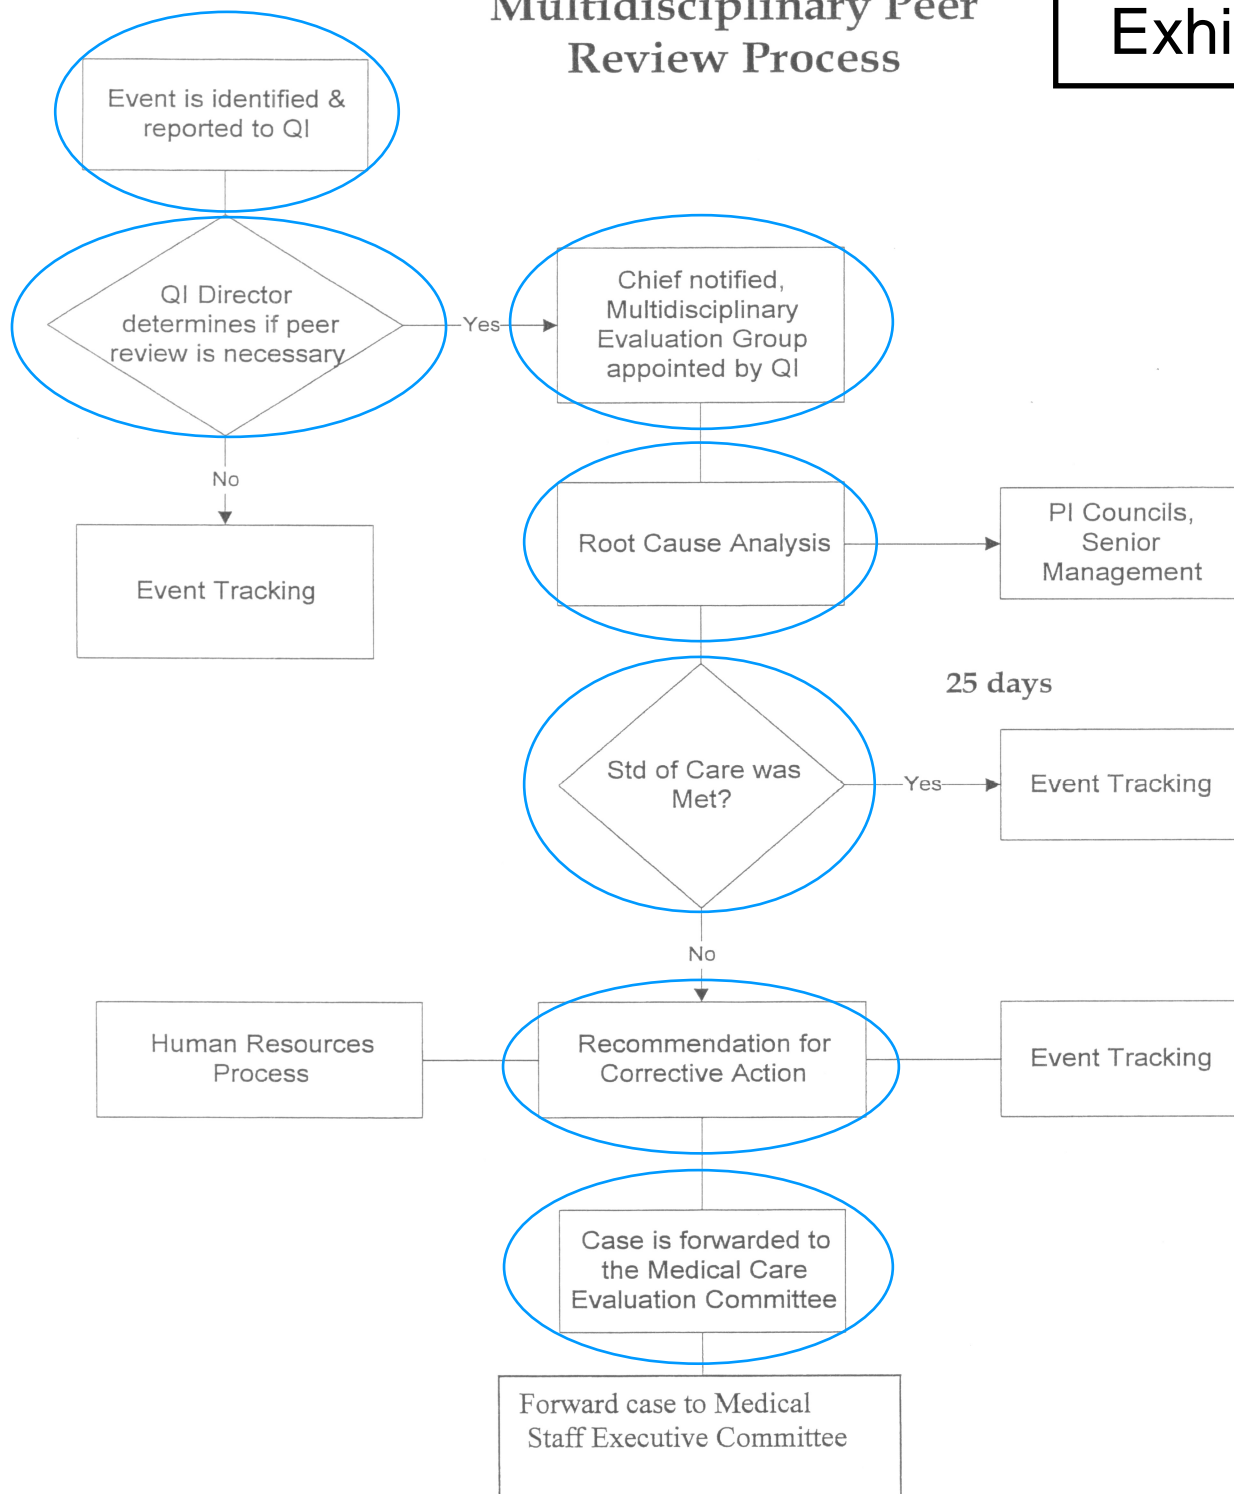 Multidisciplinary Peer
Review Process
Exhi
Event is identified &
reported to QI
QI Director
determines if peer
review is necessary
Yes
Chief notified,
Multidisciplinary
Evaluation Group
appointed by QI
No
Event Tracking
Root Cause Analysis
PI Councils,
Senior
Management
25 days
Std of Care was
Met?
Yes
Event Tracking
No
Human Resources
Process
Recommendation for
Corrective Action
Event Tracking
Case is forwarded to
the Medical Care
Evaluation Committee
Forward case to Medical
Staff Executive Committee